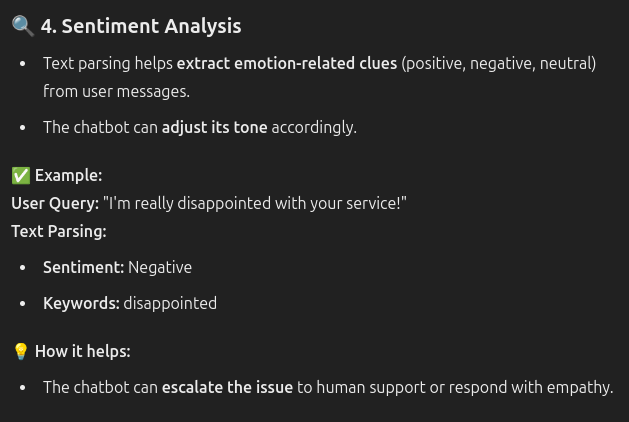 🔍 4. Sentiment Analysis
• Text parsing helps extract emotion-related clues (positive, negative, neutral)
from user messages.
• The chatbot can adjust its tone accordingly.
✅ Example:
User Query: "I'm really disappointed with your service!"
Text Parsing:
• Sentiment: Negative
• Keywords: disappointed
💡 How it helps:
• The chatbot can escalate the issue to human support or respond with empathy.